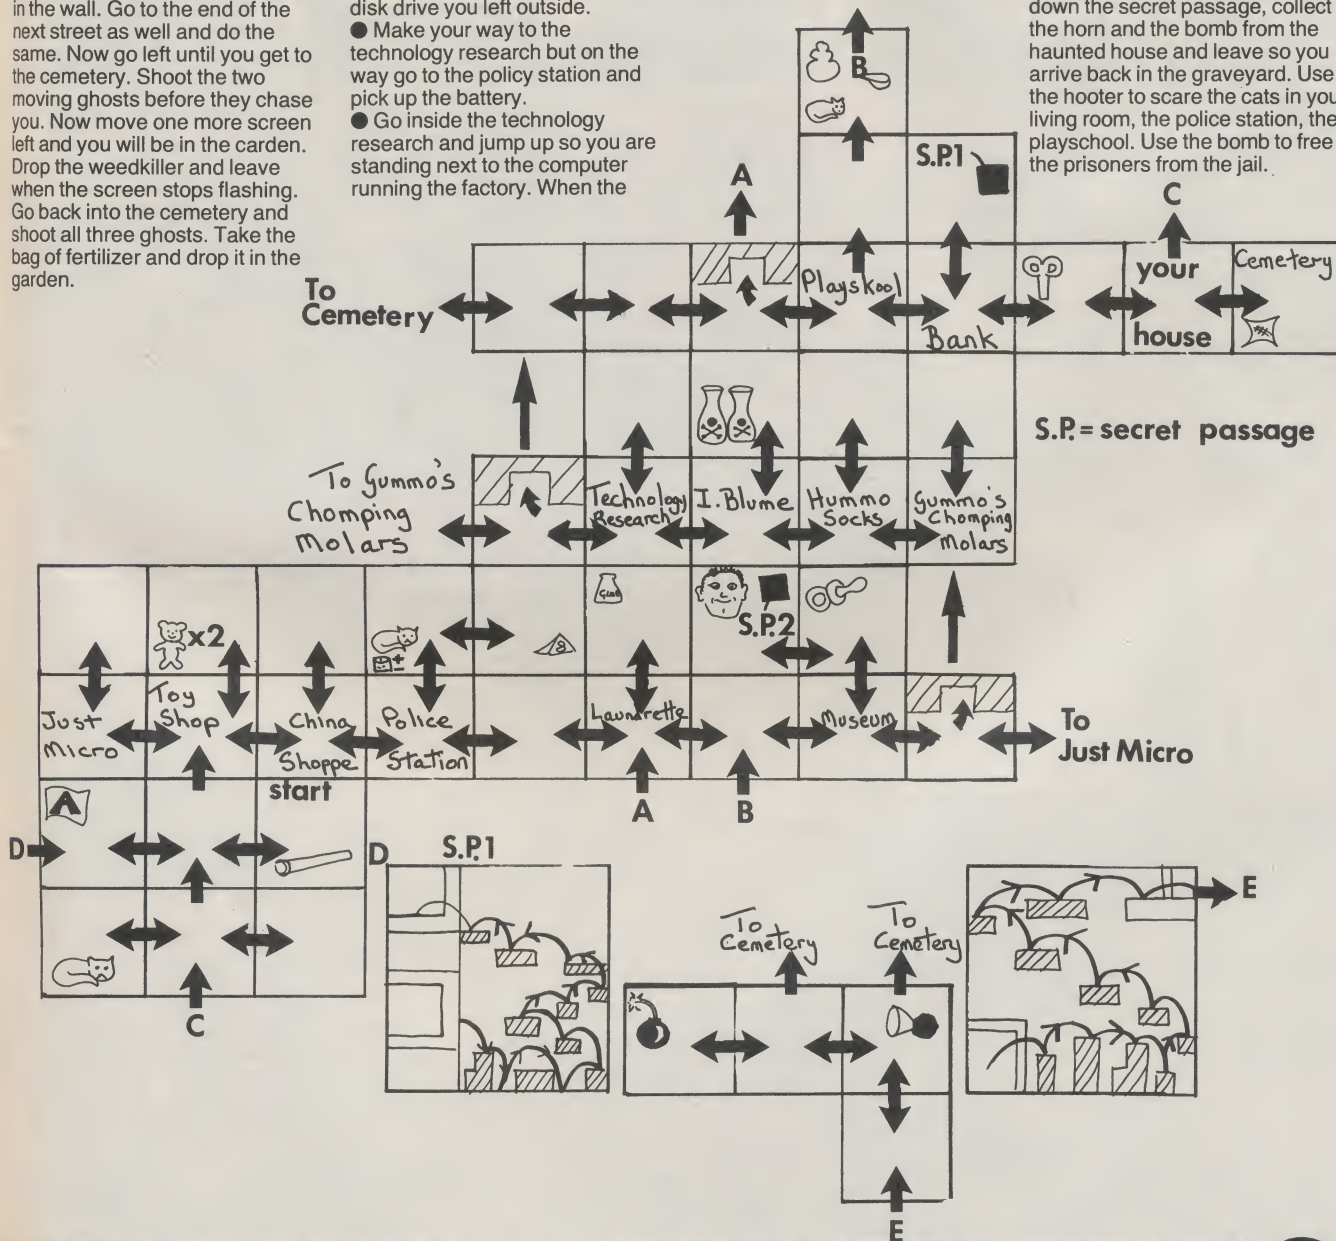 in the wall. Go to the end of the
next street as well and do the
same. Now go left until you get to
the cemetery. Shoot the two
moving ghosts before they chase
you. Now move one more screen
left and you will be in the carden.
Drop the weedkiller and leave
when the screen stops flashing.
Go back into the cemetery and
shoot all three ghosts. Take the
bag of fertilizer and drop it in the
garden.
disk drive you left outside.
● Make your way to the
technology research but on the
way go to the policy station and
pick up the battery.
● Go inside the technology
research and jump up so you are
standing next to the computer
running the factory. When the
down the secret passage, collect
the horn and the bomb from the
haunted house and leave so you
arrive back in the graveyard. Use
the hooter to scare the cats in you
living room, the police station, the
playschool. Use the bomb to free
the prisoners from the jail.
B
S.P.1
A
C
To
Cemetery
Playskool
Bank
your
house
Cemetery
S.P. = secret passage
To Gummo's
Chomping
Molars
Technology
Research
I. Blume
Hummo
Socks
Gummo's
Chomping
Molars
x2
Glue
S.P.2
Just
Micro
Toy
Shop
China
Shoppe
Police
Station
Laundrette
Museum
To
Just Micro
start
A
B
A
D
D
C
S.P.1
To
Cemetery
To
Cemetery
E
E